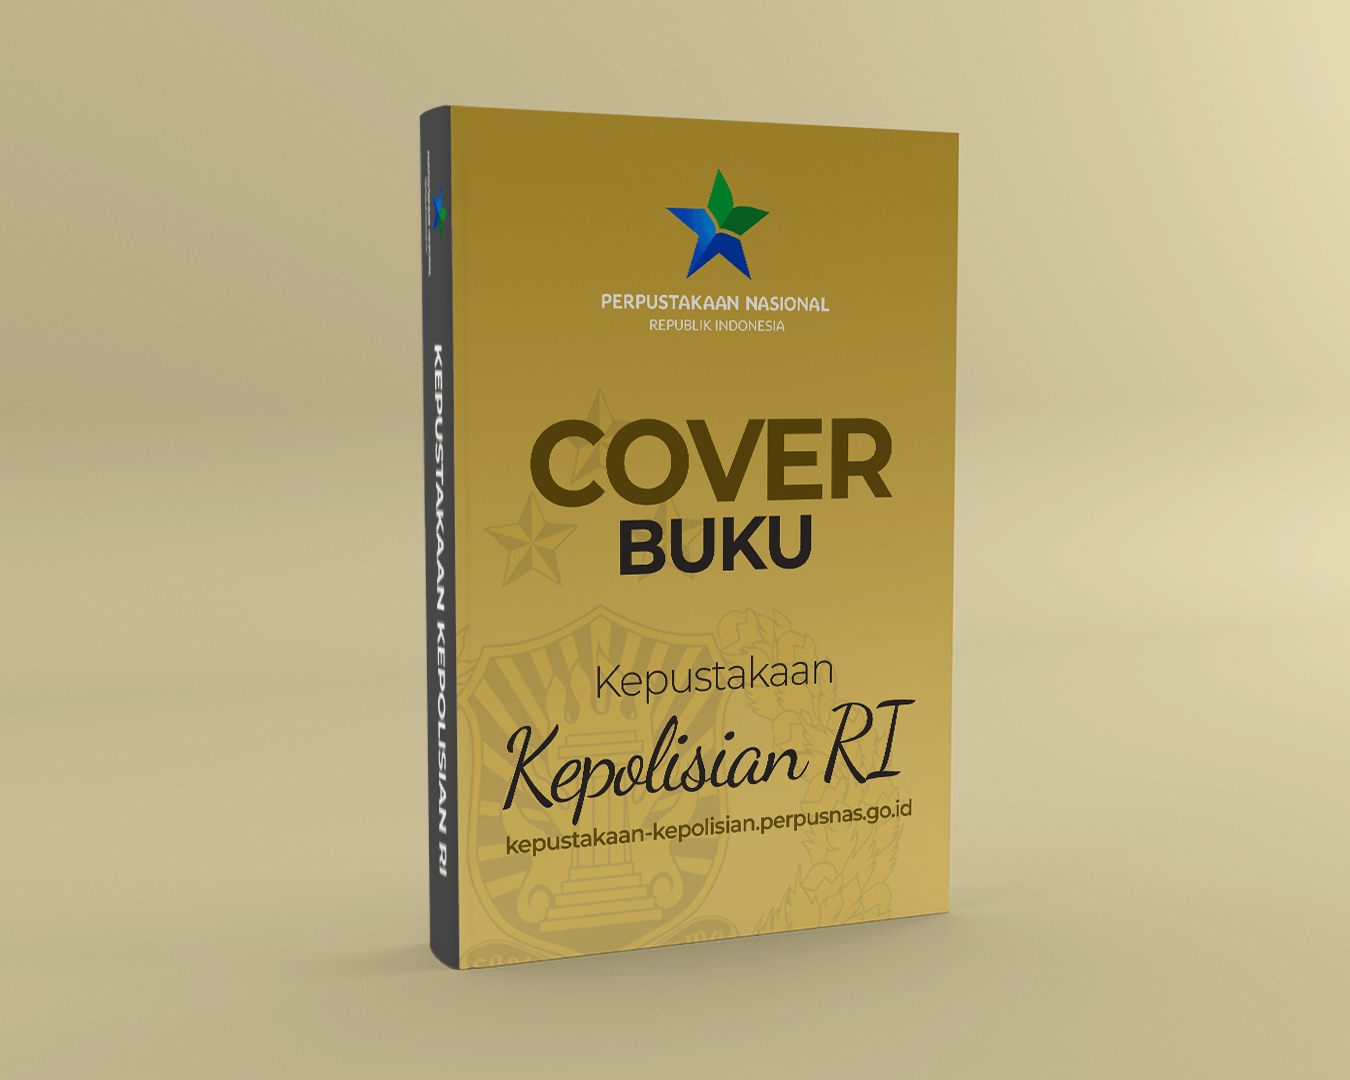 PERPUSTAKAAN NASIONAL
REPUBLIK INDONESIA
COVER
BUKU
Kepustakaan
Kepolisian RI
kepustakaan-kepolisian.perpusnas.go.id
KEPUSTAKAAN KEPOLISIAN RI